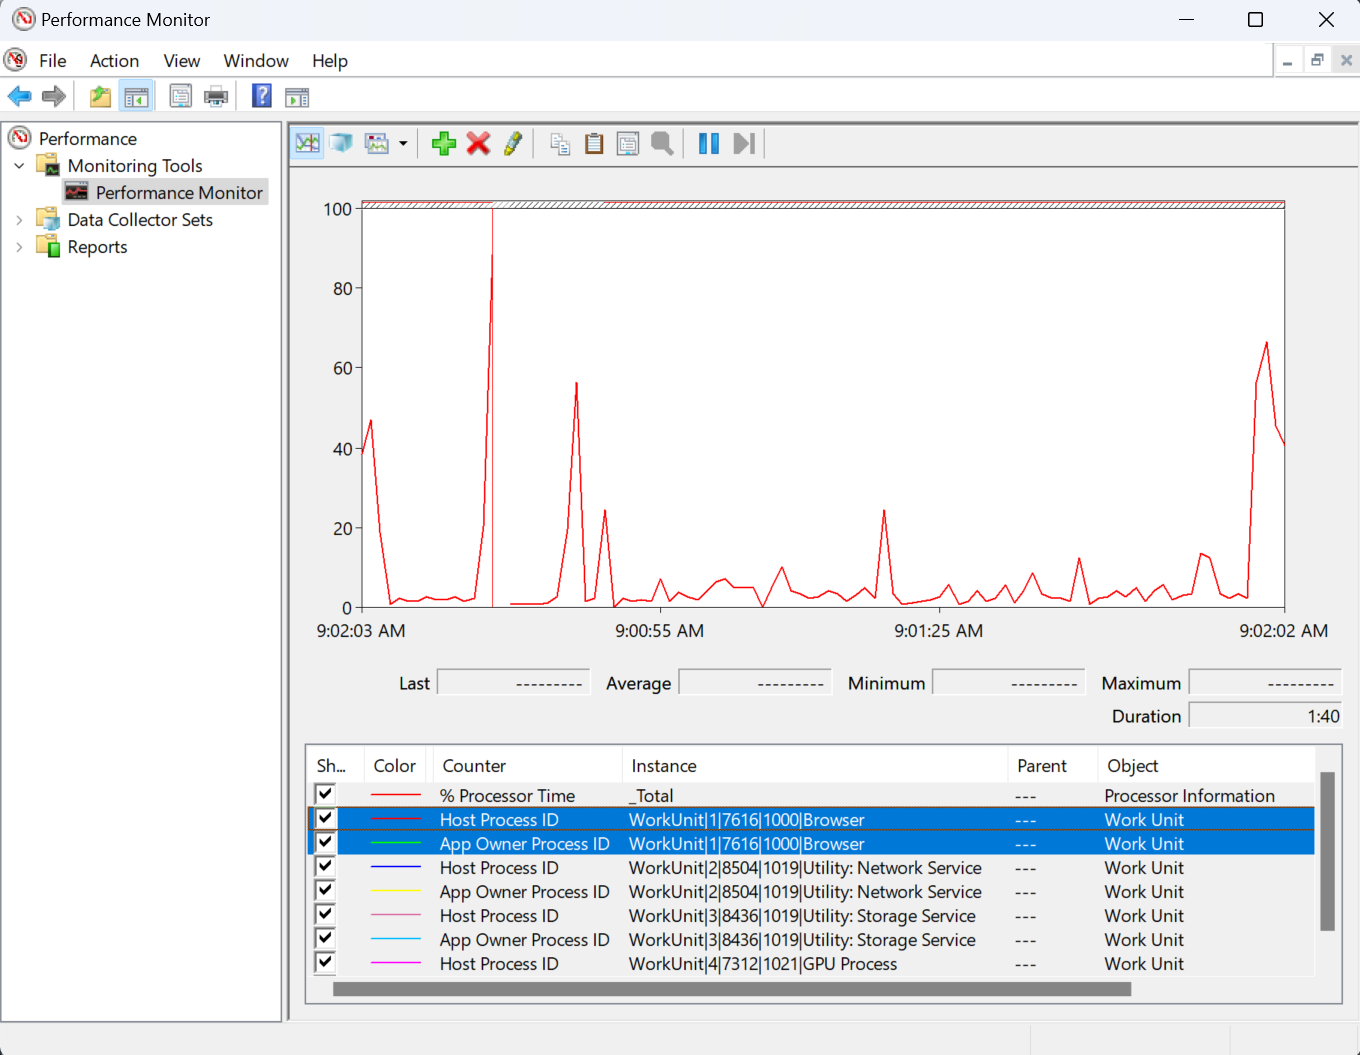 Performance Monitor
File Action View Window Help
Performance
Monitoring Tools
Performance Monitor
Data Collector Sets
Reports
100
80
60
40
20
0
9:02:03 AM 9:00:55 AM 9:01:25 AM 9:02:02 AM
Last --------- Average --------- Minimum --------- Maximum ---------
Duration 1:40
Sh... Color Counter Instance Parent Object
% Processor Time _Total --- Processor Information
Host Process ID WorkUnit|1|7616|1000|Browser --- Work Unit
App Owner Process ID WorkUnit|1|7616|1000|Browser --- Work Unit
Host Process ID WorkUnit|2|8504|1019|Utility: Network Service --- Work Unit
App Owner Process ID WorkUnit|2|8504|1019|Utility: Network Service --- Work Unit
Host Process ID WorkUnit|3|8436|1019|Utility: Storage Service --- Work Unit
App Owner Process ID WorkUnit|3|8436|1019|Utility: Storage Service --- Work Unit
Host Process ID WorkUnit|4|7312|1021|GPU Process --- Work Unit